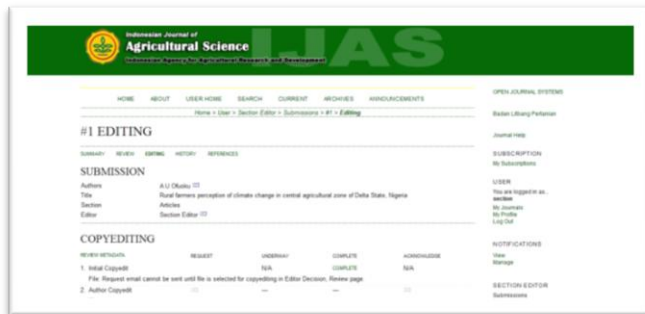 Indonesian Journal of
Agricultural Science
Indonesian Agency for Agricultural Research and Development
IJAS
HOME ABOUT USER HOME SEARCH CURRENT ARCHIVES ANNOUNCEMENTS
Home > User > Section Editor > Submissions > #1 > Editing
#1 EDITING
SUMMARY REVIEW EDITING HISTORY REFERENCES
SUBMISSION
Authors A.U Ofuoku
Title Rural farmers perception of climate change in central agricultural zone of Delta State, Nigeria
Section Articles
Editor Section Editor
COPYEDITING
REVIEW METADATA REQUEST UNDERWAY COMPLETE ACKNOWLEDGE
1. Initial Copyedit N/A COMPLETE N/A
File: Request email cannot be sent until file is selected for copyediting in Editor Decision, Review page.
2. Author Copyedit — —
OPEN JOURNAL SYSTEMS
Badan Litbang Pertanian
Journal Help
SUBSCRIPTION
My Subscriptions
USER
You are logged in as...
section
My Journals
My Profile
Log Out
NOTIFICATIONS
View
Manage
SECTION EDITOR
Submissions